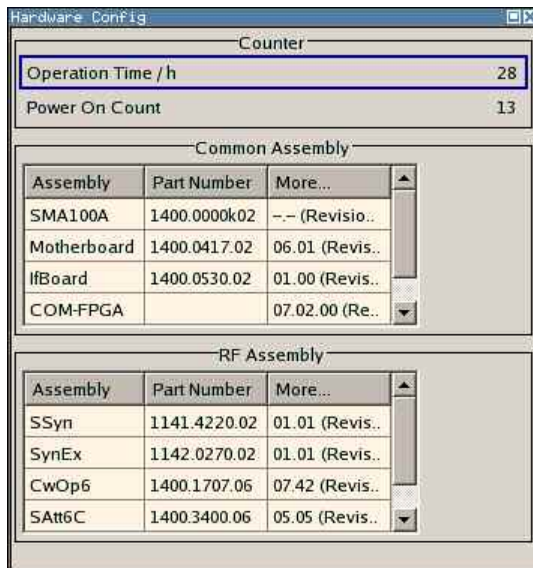 Hardware Config
Counter
Operation Time / h 28
Power On Count 13
Common Assembly
Assembly Part Number More...
SMA100A 1400.0000k02 --.-- (Revisio..
Motherboard 1400.0417.02 06.01 (Revis..
IfBoard 1400.0530.02 01.00 (Revis..
COM-FPGA 07.02.00 (Re..
RF Assembly
Assembly Part Number More...
SSyn 1141.4220.02 01.01 (Revis..
SynEx 1142.0270.02 01.01 (Revis..
CwOp6 1400.1707.06 07.42 (Revis..
SAtt6C 1400.3400.06 05.05 (Revis..